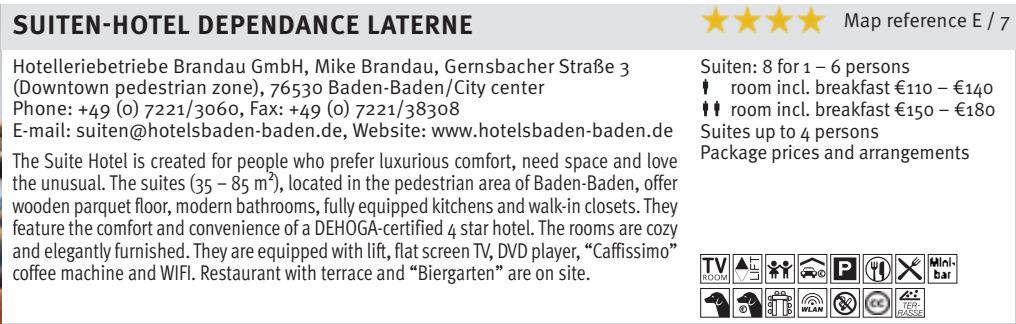 SUITEN-HOTEL DEPENDANCE LATERNE
Map reference E / 7
Hotelleriebetriebe Brandau GmbH, Mike Brandau, Gernsbacher Straße 3
(Downtown pedestrian zone), 76530 Baden-Baden/City center
Phone: +49 (0) 7221/3060, Fax: +49 (0) 7221/38308
E-mail: suiten@hotelsbaden-baden.de, Website: www.hotelsbaden-baden.de
The Suite Hotel is created for people who prefer luxurious comfort, need space and love
the unusual. The suites (35 – 85 m²), located in the pedestrian area of Baden-Baden, offer
wooden parquet floor, modern bathrooms, fully equipped kitchens and walk-in closets. They
feature the comfort and convenience of a DEHOGA-certified 4 star hotel. The rooms are cozy
and elegantly furnished. They are equipped with lift, flat screen TV, DVD player, “Caffissimo”
coffee machine and WIFI. Restaurant with terrace and “Biergarten” are on site.
Suiten: 8 for 1 – 6 persons
room incl. breakfast €110 – €140
room incl. breakfast €150 – €180
Suites up to 4 persons
Package prices and arrangements
TV ROOM LIFT € P Mini-bar
€ WLAN CC TER-RASSE